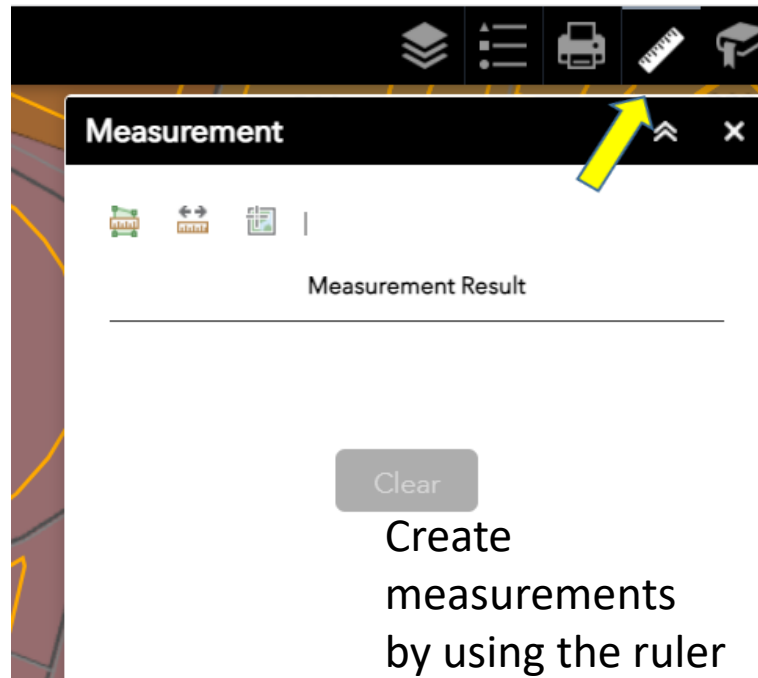 Measurement
Measurement Result
Clear
Create
measurements
by using the ruler